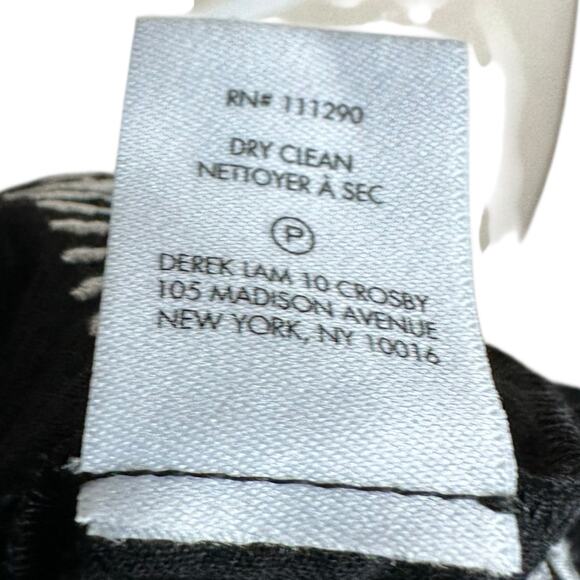 RN# 111290
DRY CLEAN
NETTOYER À SEC
P
DEREK LAM 10 CROSBY
105 MADISON AVENUE
NEW YORK, NY 10016